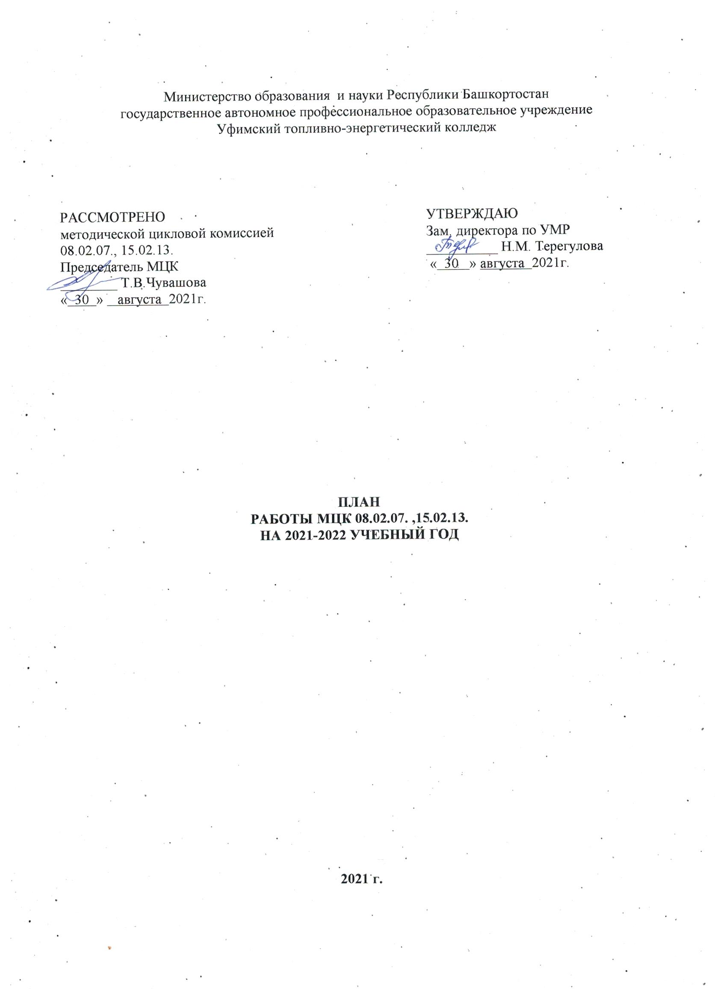 Министерство образования и науки Республики Башкортостан
государственное автономное профессиональное образовательное учреждение
Уфимский топливно-энергетический колледж
РАССМОТРЕНО
методической цикловой комиссией
08.02.07., 15.02.13.
Председатель МЦК
__________ Т.В.Чувашова
«_30_» _августа_2021г.
УТВЕРЖДАЮ
Зам. директора по УМР
__________ Н.М. Терегулова
«_30_» августа_2021г.
ПЛАН
РАБОТЫ МЦК 08.02.07. ,15.02.13.
НА 2021-2022 УЧЕБНЫЙ ГОД
2021 г.